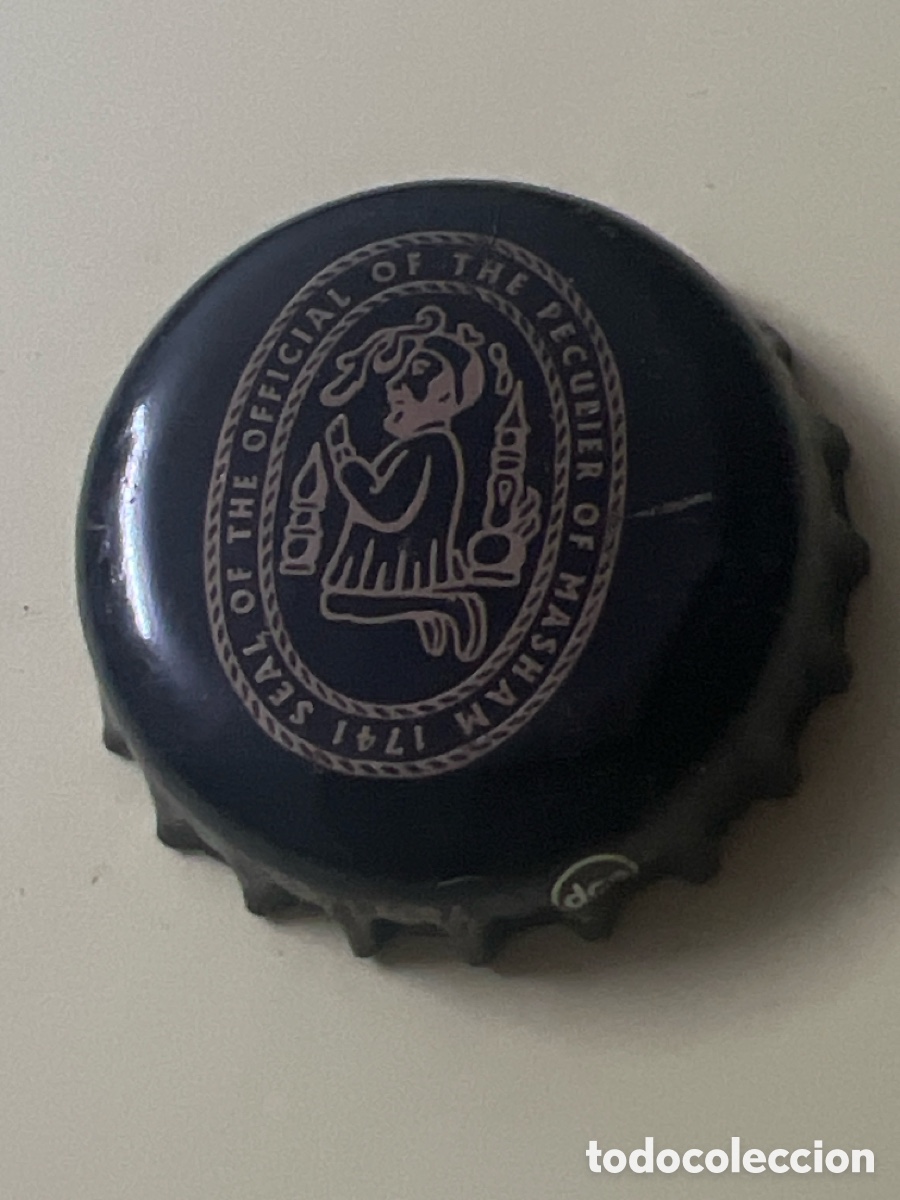 SEAL OF THE OFFICIAL OF THE PECULIER OF MASHAM 1741
todocoleccion